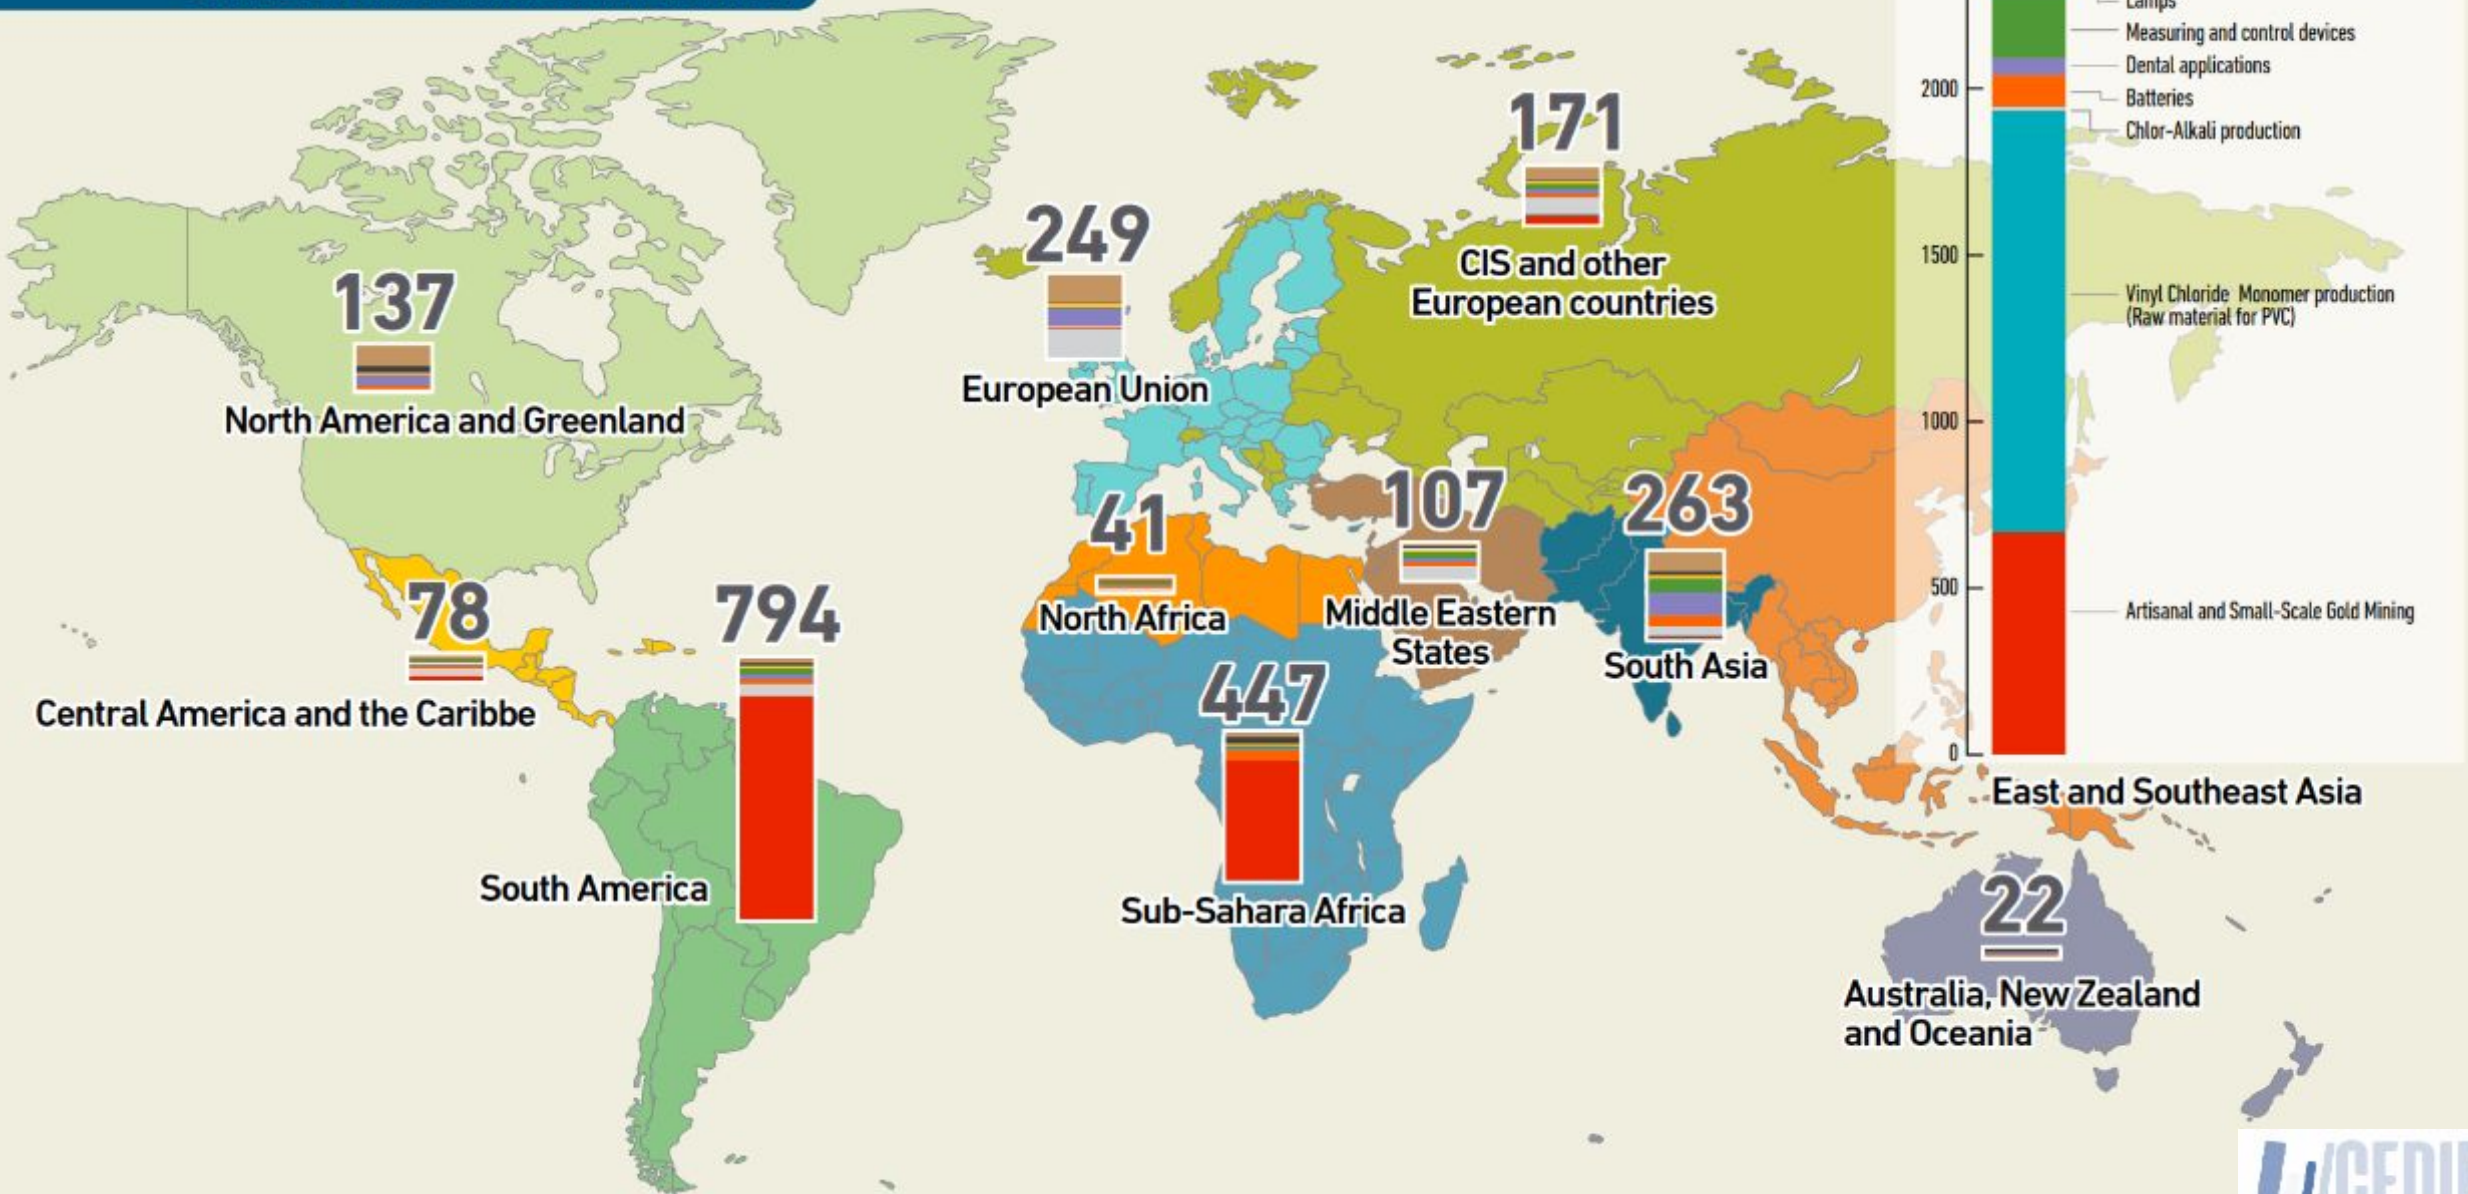 Lamps
Measuring and control devices
Dental applications
Batteries
Chlor-Alkali production
Vinyl Chloride Monomer production
(Raw material for PVC)
Artisanal and Small-Scale Gold Mining
2000
1500
1000
500
0
East and Southeast Asia
171
CIS and other
European countries
249
European Union
137
North America and Greenland
41
North Africa
107
Middle Eastern
States
263
South Asia
78
Central America and the Caribbe
794
South America
447
Sub-Sahara Africa
22
Australia, New Zealand
and Oceania